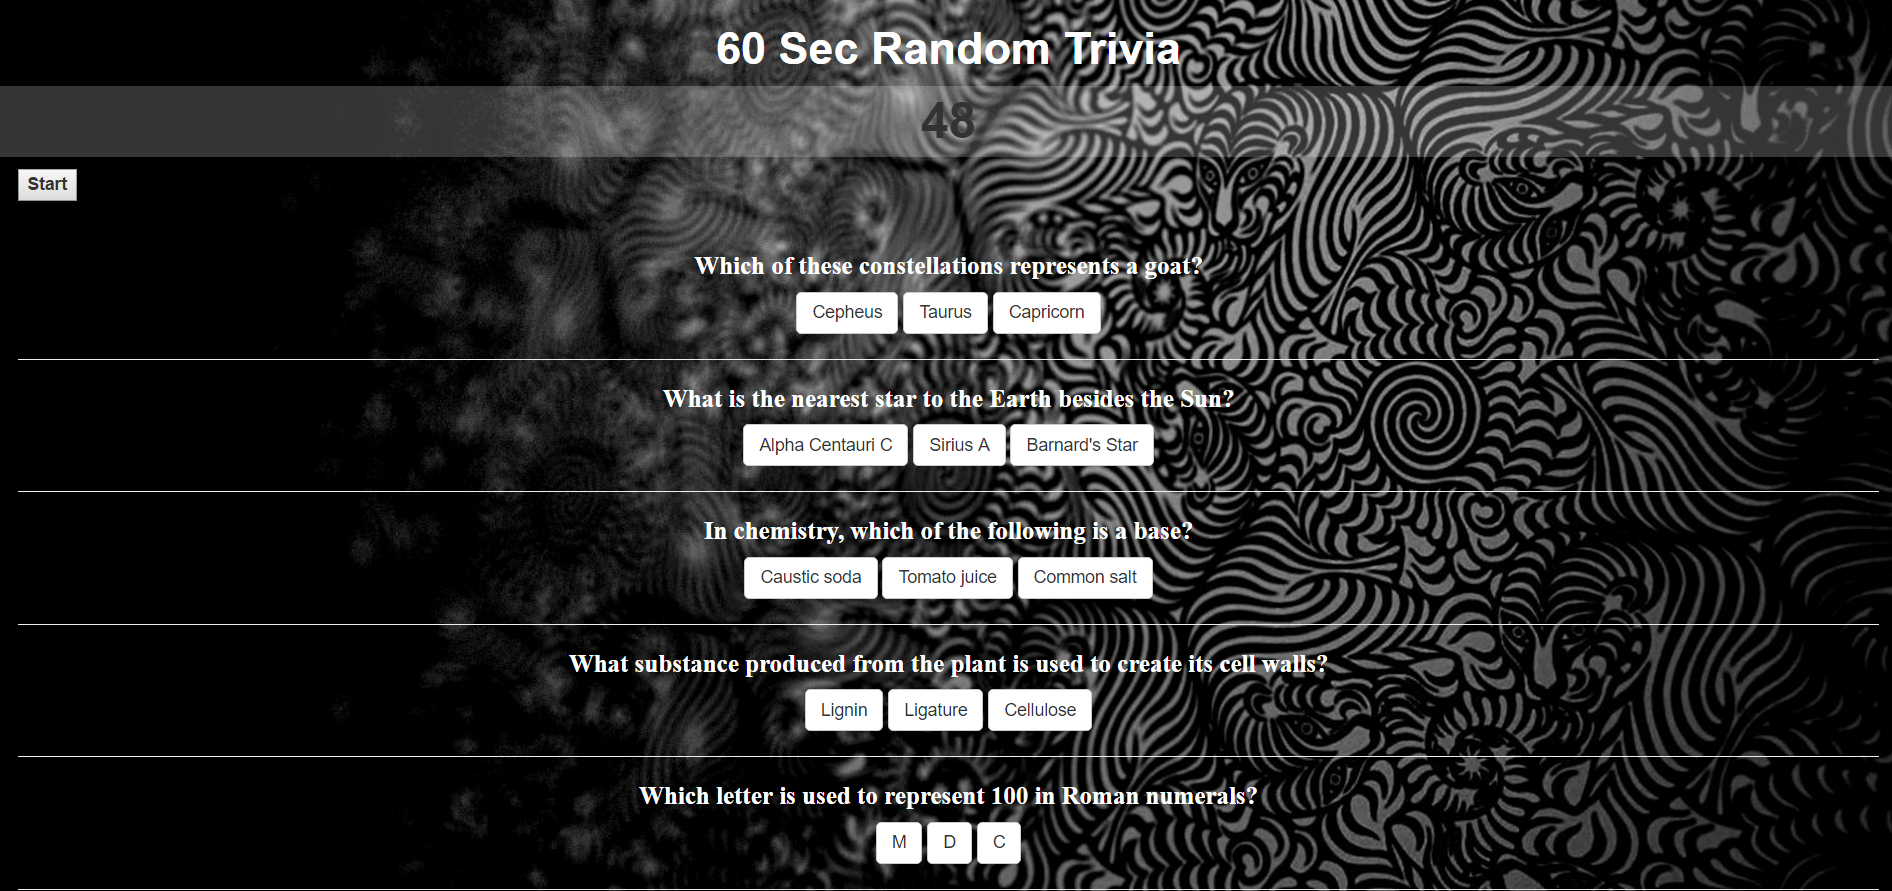 60 Sec Random Trivia
48
Start
Which of these constellations represents a goat?
Cepheus Taurus Capricorn
What is the nearest star to the Earth besides the Sun?
Alpha Centauri C Sirius A Barnard's Star
In chemistry, which of the following is a base?
Caustic soda Tomato juice Common salt
What substance produced from the plant is used to create its cell walls?
Lignin Ligature Cellulose
Which letter is used to represent 100 in Roman numerals?
M D C